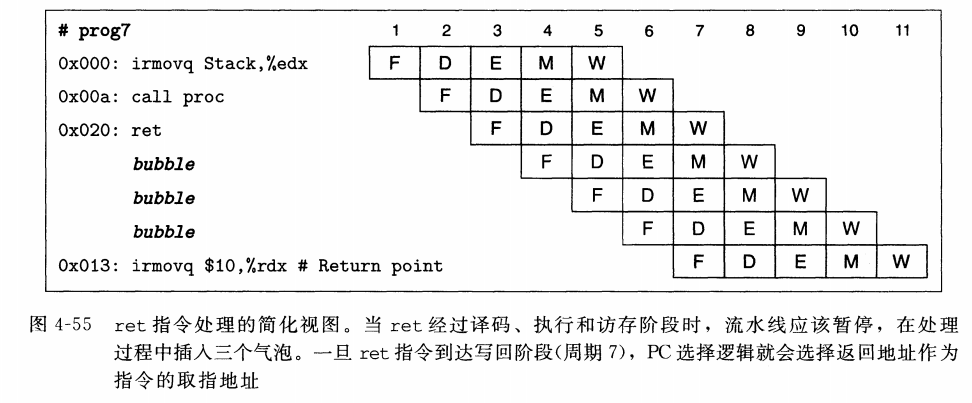 # prog7 1 2 3 4 5 6 7 8 9 10 11
0x000: irmovq Stack,%edx F D E M W
0x00a: call proc F D E M W
0x020: ret F D E M W
bubble F D E M W
bubble F D E M W
bubble F D E M W
0x013: irmovq $10,%rdx # Return point F D E M W
图 4-55 ret 指令处理的简化视图。当 ret 经过译码、执行和访存阶段时，流水线应该暂停，在处理
过程中插入三个气泡。一旦 ret 指令到达写回阶段(周期 7)，PC 选择逻辑就会选择返回地址作为
指令的取指地址